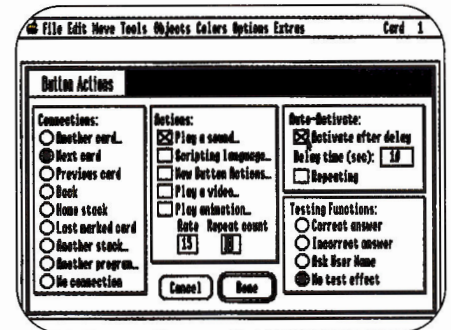 File Edit Move Tools Objects Colors Options Extras Card 1
Button Actions
Connections:
Another card...
Next card
Previous card
Back
Home stack
Last marked card
Another stack...
Another program...
No connection
Actions:
Play a sound...
Scripting language...
New Button Actions...
Play a video...
Play animation...
Rate Repeat count
15
Cancel
Done
Auto-Activate:
Activate after delay
Delay time (sec): 10
Repeating
Testing Functions:
Correct answer
Incorrect answer
Ask User Name
No test effect